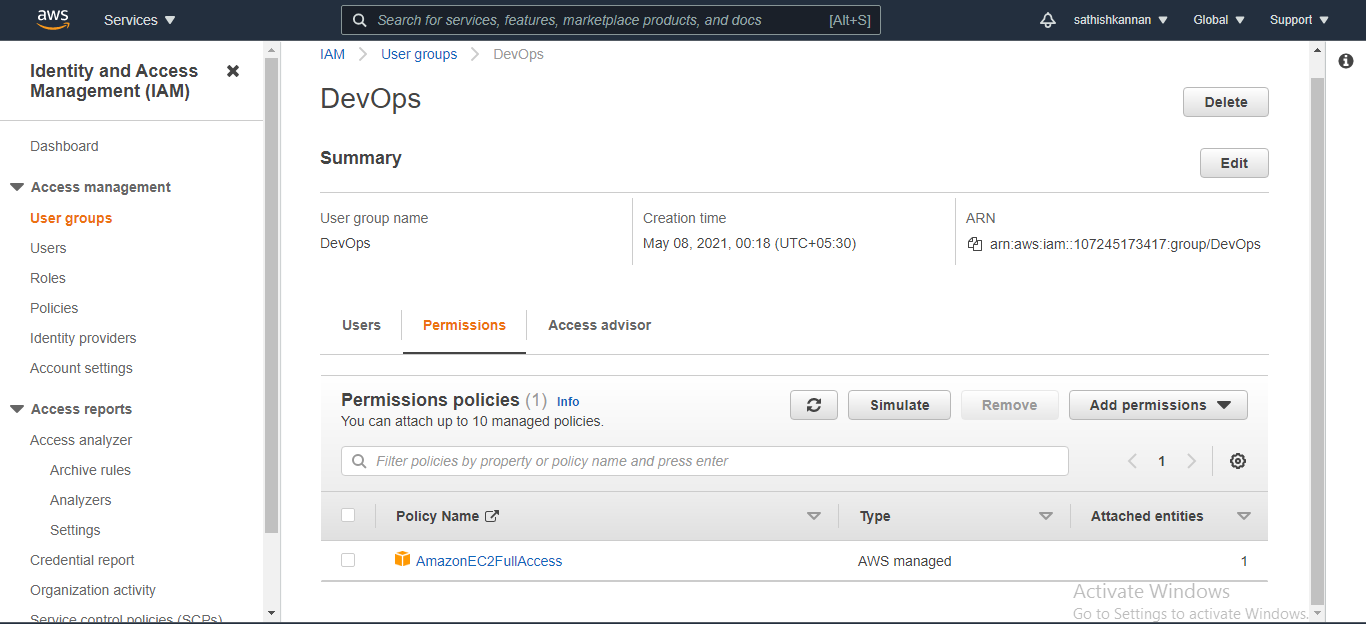 aws
Services
Search for services, features, marketplace products, and docs [Alt+S]
sathishkannan
Global
Support
Identity and Access
Management (IAM)
Dashboard
Access management
User groups
Users
Roles
Policies
Identity providers
Account settings
Access reports
Access analyzer
Archive rules
Analyzers
Settings
Credential report
Organization activity
Service control policies (SCPs)
IAM
User groups
DevOps
DevOps
Delete
Summary
Edit
User group name
DevOps
Creation time
May 08, 2021, 00:18 (UTC+05:30)
ARN
arn:aws:iam::107245173417:group/DevOps
Users
Permissions
Access advisor
Permissions policies (1) Info
You can attach up to 10 managed policies.
Simulate
Remove
Add permissions
Filter policies by property or policy name and press enter
1
Policy Name
Type
Attached entities
AmazonEC2FullAccess
AWS managed
1
Activate Windows
Go to Settings to activate Windows.